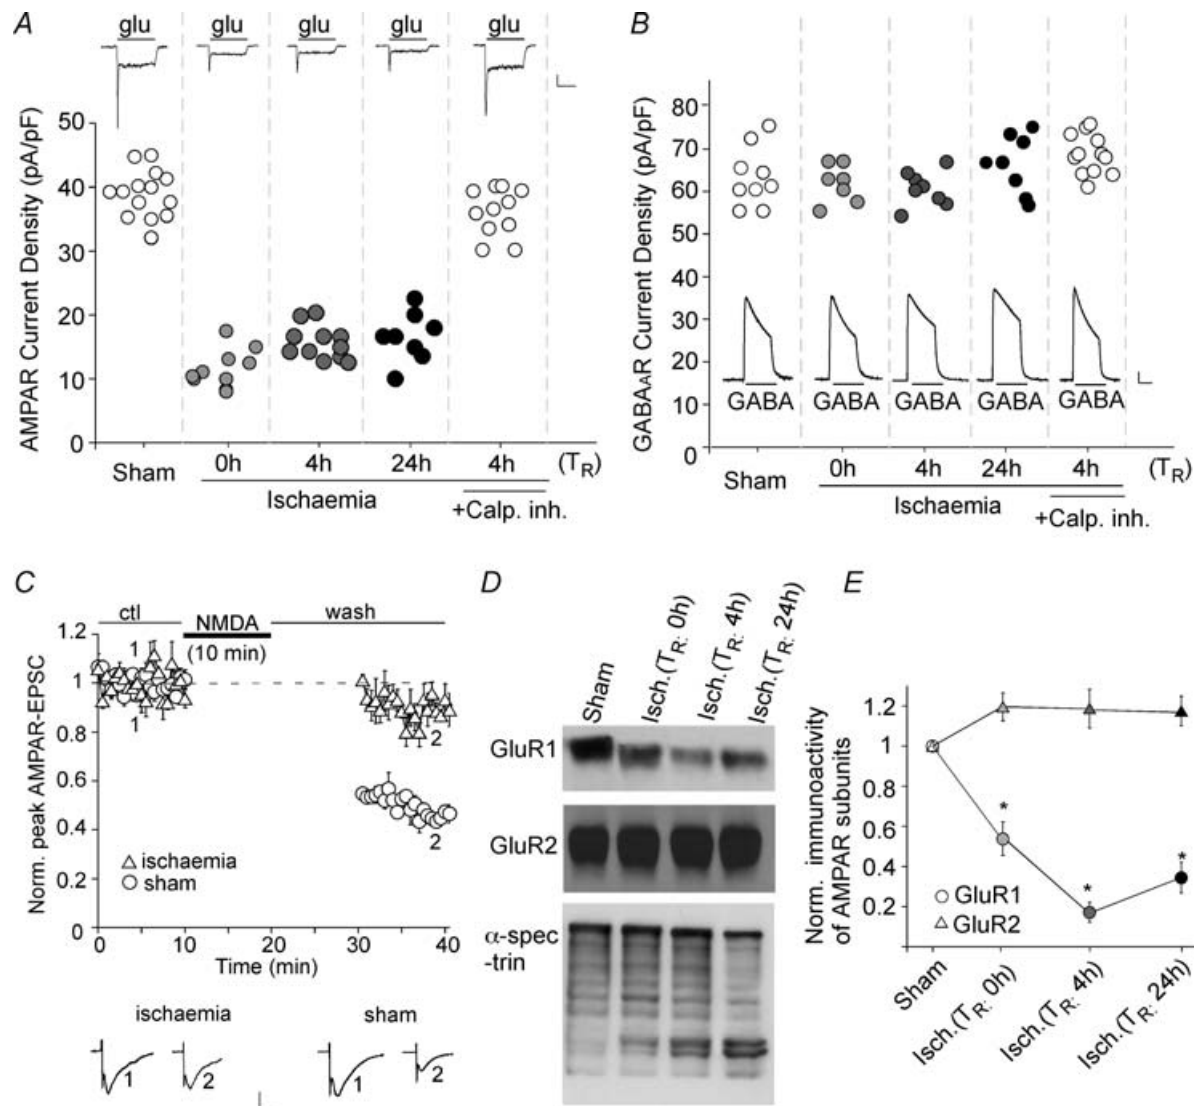 A
glu glu glu glu glu
AMPAR Current Density (pA/pF)
50
40
30
20
10
0
Sham 0h 4h 24h 4h (TR)
Ischaemia
+Calp. inh.
B
GABAAR Current Density (pA/pF)
80
70
60
50
40
30
20
10
0
GABA GABA GABA GABA GABA
Sham 0h 4h 24h 4h (TR)
Ischaemia
+Calp. inh.
C
ctl NMDA wash
(10 min)
Norm. peak AMPAR-EPSC
1.2
1
0.8
0.6
0.4
0.2
0
1
1
2
2
ischaemia
sham
0 10 20 30 40
Time (min)
ischaemia sham
1 2 1 2
D
Sham
Isch.(TR: 0h)
Isch.(TR: 4h)
Isch.(TR: 24h)
GluR1
GluR2
α-spec
-trin
E
Norm. immunoactivity
of AMPAR subunits
1.2
1
0.8
0.6
0.4
0.2
*
*
*
GluR1
GluR2
Sham
Isch.(TR: 0h)
Isch.(TR: 4h)
Isch.(TR: 24h)